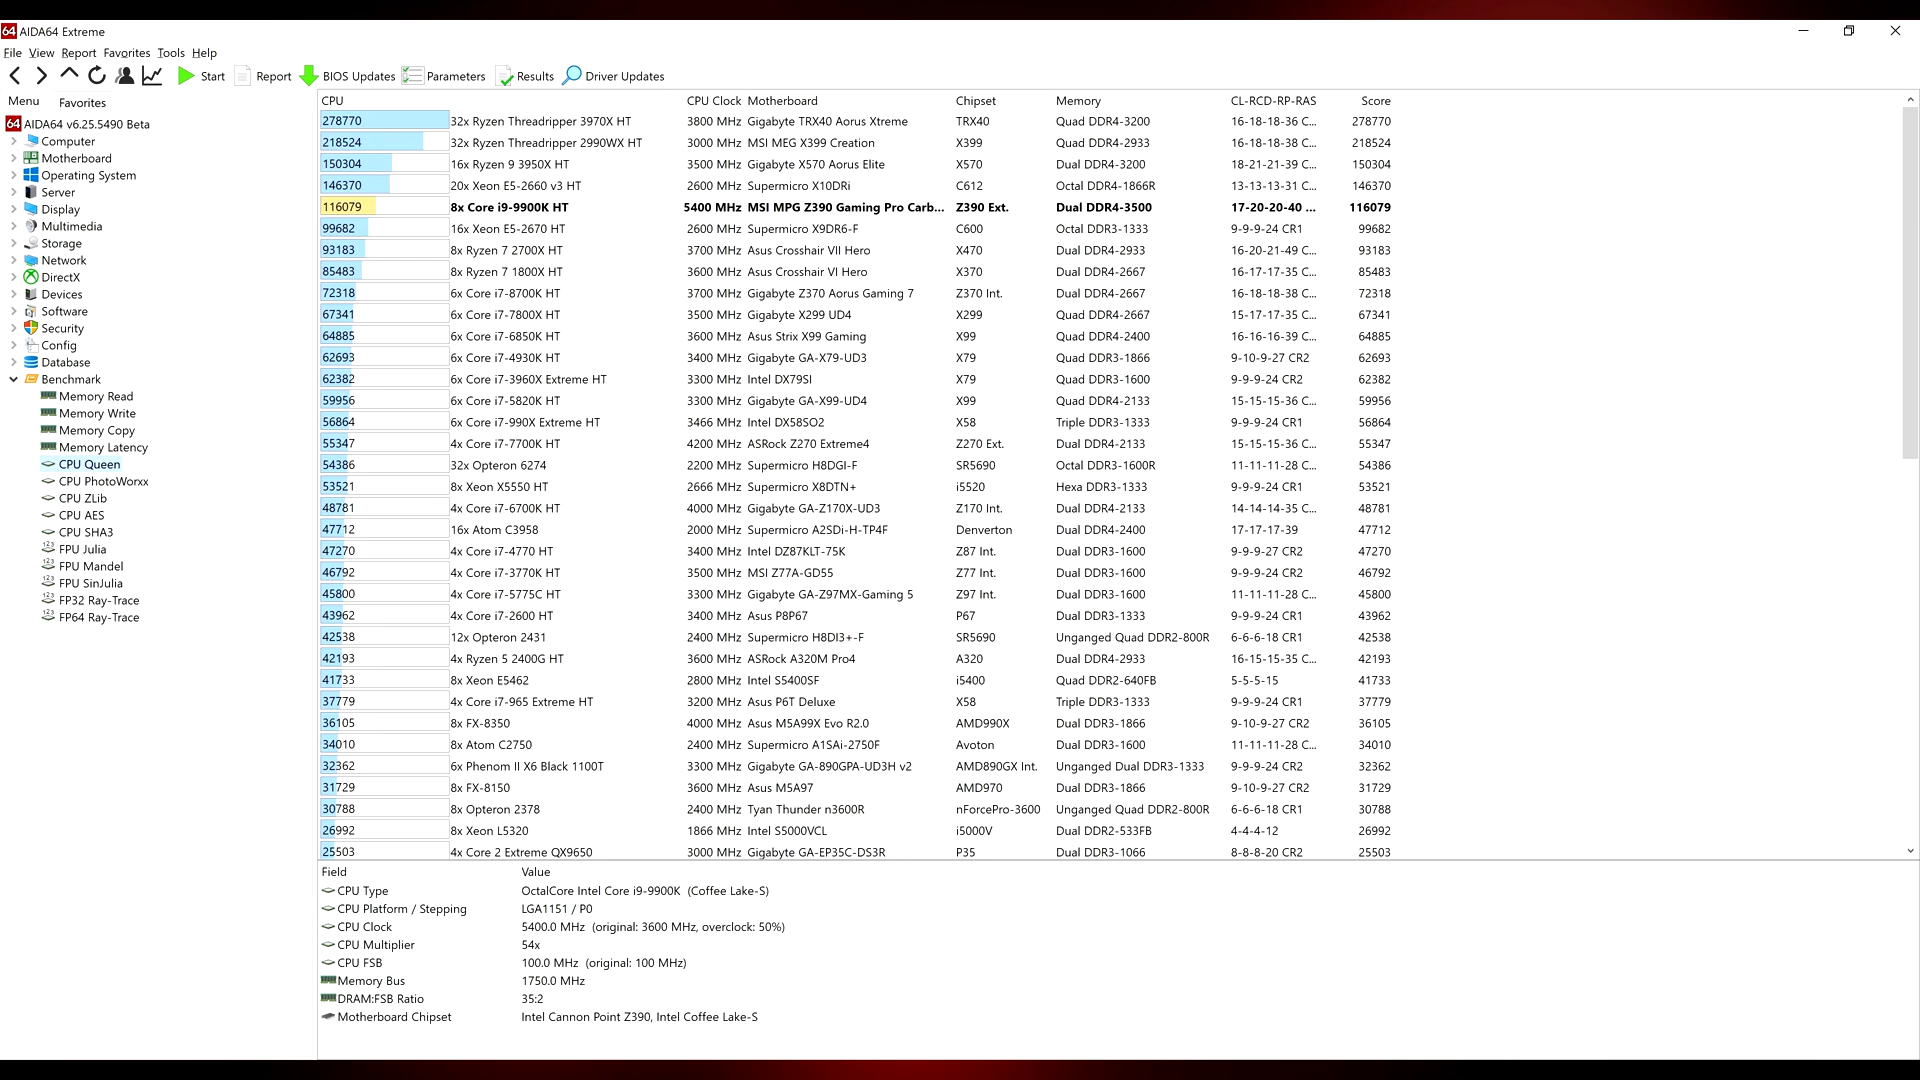 AIDA64 Extreme
File View Report Favorites Tools Help
Start Report BIOS Updates Parameters Results Driver Updates
Menu Favorites
64 AIDA64 v6.25.5490 Beta
Computer
Motherboard
Operating System
Server
Display
Multimedia
Storage
Network
DirectX
Devices
Software
Security
Config
Database
Benchmark
Memory Read
Memory Write
Memory Copy
Memory Latency
CPU Queen
CPU PhotoWorxx
CPU ZLib
CPU AES
CPU SHA3
FPU Julia
FPU Mandel
FPU SinJulia
FP32 Ray-Trace
FP64 Ray-Trace
CPU CPU Clock Motherboard Chipset Memory CL-RCD-RP-RAS Score
278770 32x Ryzen Threadripper 3970X HT 3800 MHz Gigabyte TRX40 Aorus Xtreme TRX40 Quad DDR4-3200 16-18-18-36 C... 278770
218524 32x Ryzen Threadripper 2990WX HT 3000 MHz MSI MEG X399 Creation X399 Quad DDR4-2933 16-18-18-38 C... 218524
150304 16x Ryzen 9 3950X HT 3500 MHz Gigabyte X570 Aorus Elite X570 Dual DDR4-3200 18-21-21-39 C... 150304
146370 20x Xeon E5-2660 v3 HT 2600 MHz Supermicro X10DRi C612 Octal DDR4-1866R 13-13-13-31 C... 146370
116079 8x Core i9-9900K HT 5400 MHz MSI MPG Z390 Gaming Pro Carb... Z390 Ext. Dual DDR4-3500 17-20-20-40 ... 116079
99682 16x Xeon E5-2670 HT 2600 MHz Supermicro X9DR6-F C600 Octal DDR3-1333 9-9-9-24 CR1 99682
93183 8x Ryzen 7 2700X HT 3700 MHz Asus Crosshair VII Hero X470 Dual DDR4-2933 16-20-21-49 C... 93183
85483 8x Ryzen 7 1800X HT 3600 MHz Asus Crosshair VI Hero X370 Dual DDR4-2667 16-17-17-35 C... 85483
72318 6x Core i7-8700K HT 3700 MHz Gigabyte Z370 Aorus Gaming 7 Z370 Int. Dual DDR4-2667 16-18-18-38 C... 72318
67341 6x Core i7-7800X HT 3500 MHz Gigabyte X299 UD4 X299 Quad DDR4-2667 15-17-17-35 C... 67341
64885 6x Core i7-6850K HT 3600 MHz Asus Strix X99 Gaming X99 Quad DDR4-2400 16-16-16-39 C... 64885
62693 6x Core i7-4930K HT 3400 MHz Gigabyte GA-X79-UD3 X79 Quad DDR3-1866 9-10-9-27 CR2 62693
62382 6x Core i7-3960X Extreme HT 3300 MHz Intel DX79SI X79 Quad DDR3-1600 9-9-9-24 CR2 62382
59956 6x Core i7-5820K HT 3300 MHz Gigabyte GA-X99-UD4 X99 Quad DDR4-2133 15-15-15-36 C... 59956
56864 6x Core i7-990X Extreme HT 3466 MHz Intel DX58SO2 X58 Triple DDR3-1333 9-9-9-24 CR1 56864
55347 4x Core i7-7700K HT 4200 MHz ASRock Z270 Extreme4 Z270 Ext. Dual DDR4-2133 15-15-15-36 C... 55347
54386 32x Opteron 6274 2200 MHz Supermicro H8DGI-F SR5690 Octal DDR3-1600R 11-11-11-28 C... 54386
53521 8x Xeon X5550 HT 2666 MHz Supermicro X8DTN+ i5520 Hexa DDR3-1333 9-9-9-24 CR1 53521
48781 4x Core i7-6700K HT 4000 MHz Gigabyte GA-Z170X-UD3 Z170 Int. Dual DDR4-2133 14-14-14-35 C... 48781
47712 16x Atom C3958 2000 MHz Supermicro A2SDi-H-TP4F Denverton Dual DDR4-2400 17-17-17-39 47712
47270 4x Core i7-4770 HT 3400 MHz Intel DZ87KLT-75K Z87 Int. Dual DDR3-1600 9-9-9-27 CR2 47270
46792 4x Core i7-3770K HT 3500 MHz MSI Z77A-GD55 Z77 Int. Dual DDR3-1600 9-9-9-24 CR2 46792
45800 4x Core i7-5775C HT 3300 MHz Gigabyte GA-Z97MX-Gaming 5 Z97 Int. Dual DDR3-1600 11-11-11-28 C... 45800
43962 4x Core i7-2600 HT 3400 MHz Asus P8P67 P67 Dual DDR3-1333 9-9-9-24 CR1 43962
42538 12x Opteron 2431 2400 MHz Supermicro H8DI3+-F SR5690 Unganged Quad DDR2-800R 6-6-6-18 CR1 42538
42193 4x Ryzen 5 2400G HT 3600 MHz ASRock A320M Pro4 A320 Dual DDR4-2933 16-15-15-35 C... 42193
41733 8x Xeon E5462 2800 MHz Intel S5400SF i5400 Quad DDR2-640FB 5-5-5-15 41733
37779 4x Core i7-965 Extreme HT 3200 MHz Asus P6T Deluxe X58 Triple DDR3-1333 9-9-9-24 CR1 37779
36105 8x FX-8350 4000 MHz Asus M5A99X Evo R2.0 AMD990X Dual DDR3-1866 9-10-9-27 CR2 36105
34010 8x Atom C2750 2400 MHz Supermicro A1SAi-2750F Avoton Dual DDR3-1600 11-11-11-28 C... 34010
32362 6x Phenom II X6 Black 1100T 3300 MHz Gigabyte GA-890GPA-UD3H v2 AMD890GX Int. Unganged Dual DDR3-1333 9-9-9-24 CR2 32362
31729 8x FX-8150 3600 MHz Asus M5A97 AMD970 Dual DDR3-1866 9-10-9-27 CR2 31729
30788 8x Opteron 2378 2400 MHz Tyan Thunder n3600R nForcePro-3600 Unganged Quad DDR2-800R 6-6-6-18 CR1 30788
26992 8x Xeon L5320 1866 MHz Intel S5000VCL i5000V Dual DDR2-533FB 4-4-4-12 26992
25503 4x Core 2 Extreme QX9650 3000 MHz Gigabyte GA-EP35C-DS3R P35 Dual DDR3-1066 8-8-8-20 CR2 25503
Field Value
CPU Type OctalCore Intel Core i9-9900K (Coffee Lake-S)
CPU Platform / Stepping LGA1151 / P0
CPU Clock 5400.0 MHz (original: 3600 MHz, overclock: 50%)
CPU Multiplier 54x
CPU FSB 100.0 MHz (original: 100 MHz)
Memory Bus 1750.0 MHz
DRAM:FSB Ratio 35:2
Motherboard Chipset Intel Cannon Point Z390, Intel Coffee Lake-S